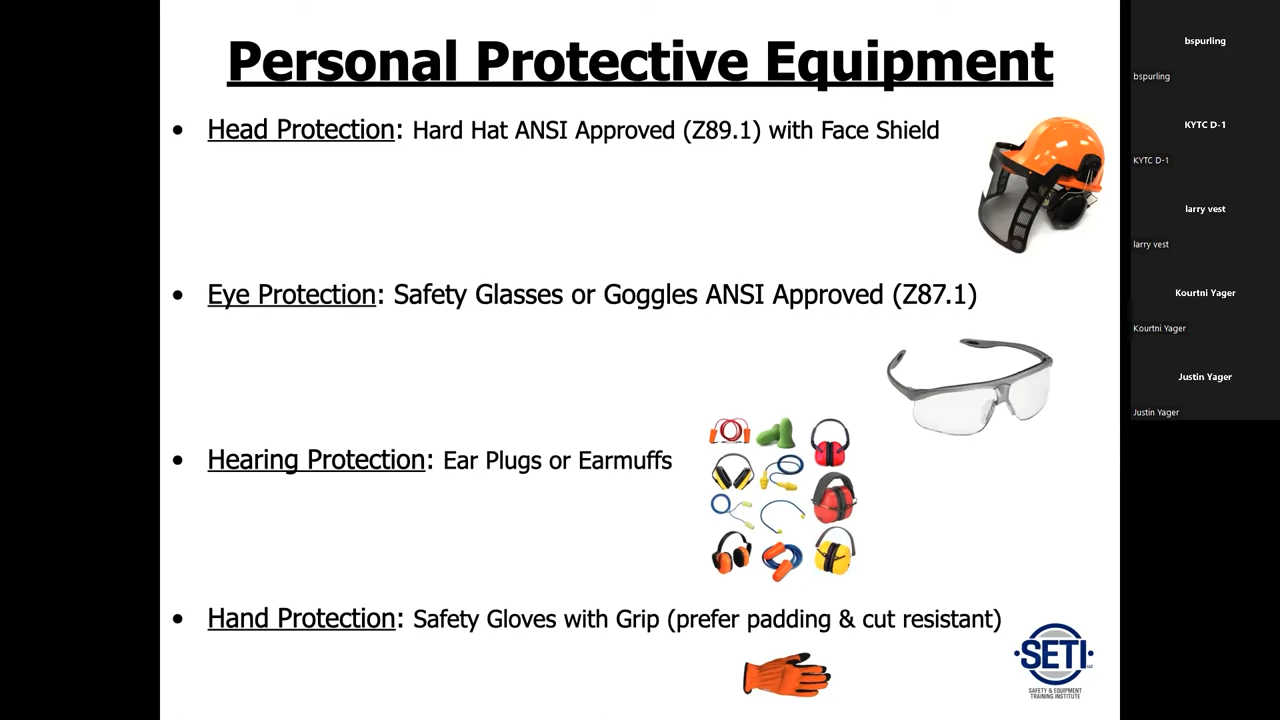 Personal Protective Equipment
• Head Protection: Hard Hat ANSI Approved (Z89.1) with Face Shield
• Eye Protection: Safety Glasses or Goggles ANSI Approved (Z87.1)
• Hearing Protection: Ear Plugs or Earmuffs
• Hand Protection: Safety Gloves with Grip (prefer padding & cut resistant)
•SETI• LLC
SAFETY & EQUIPMENT
TRAINING INSTITUTE
bspurling
bspurling
KYTC D-1
KYTC D-1
larry vest
larry vest
Kourtni Yager
Kourtni Yager
Justin Yager
Justin Yager